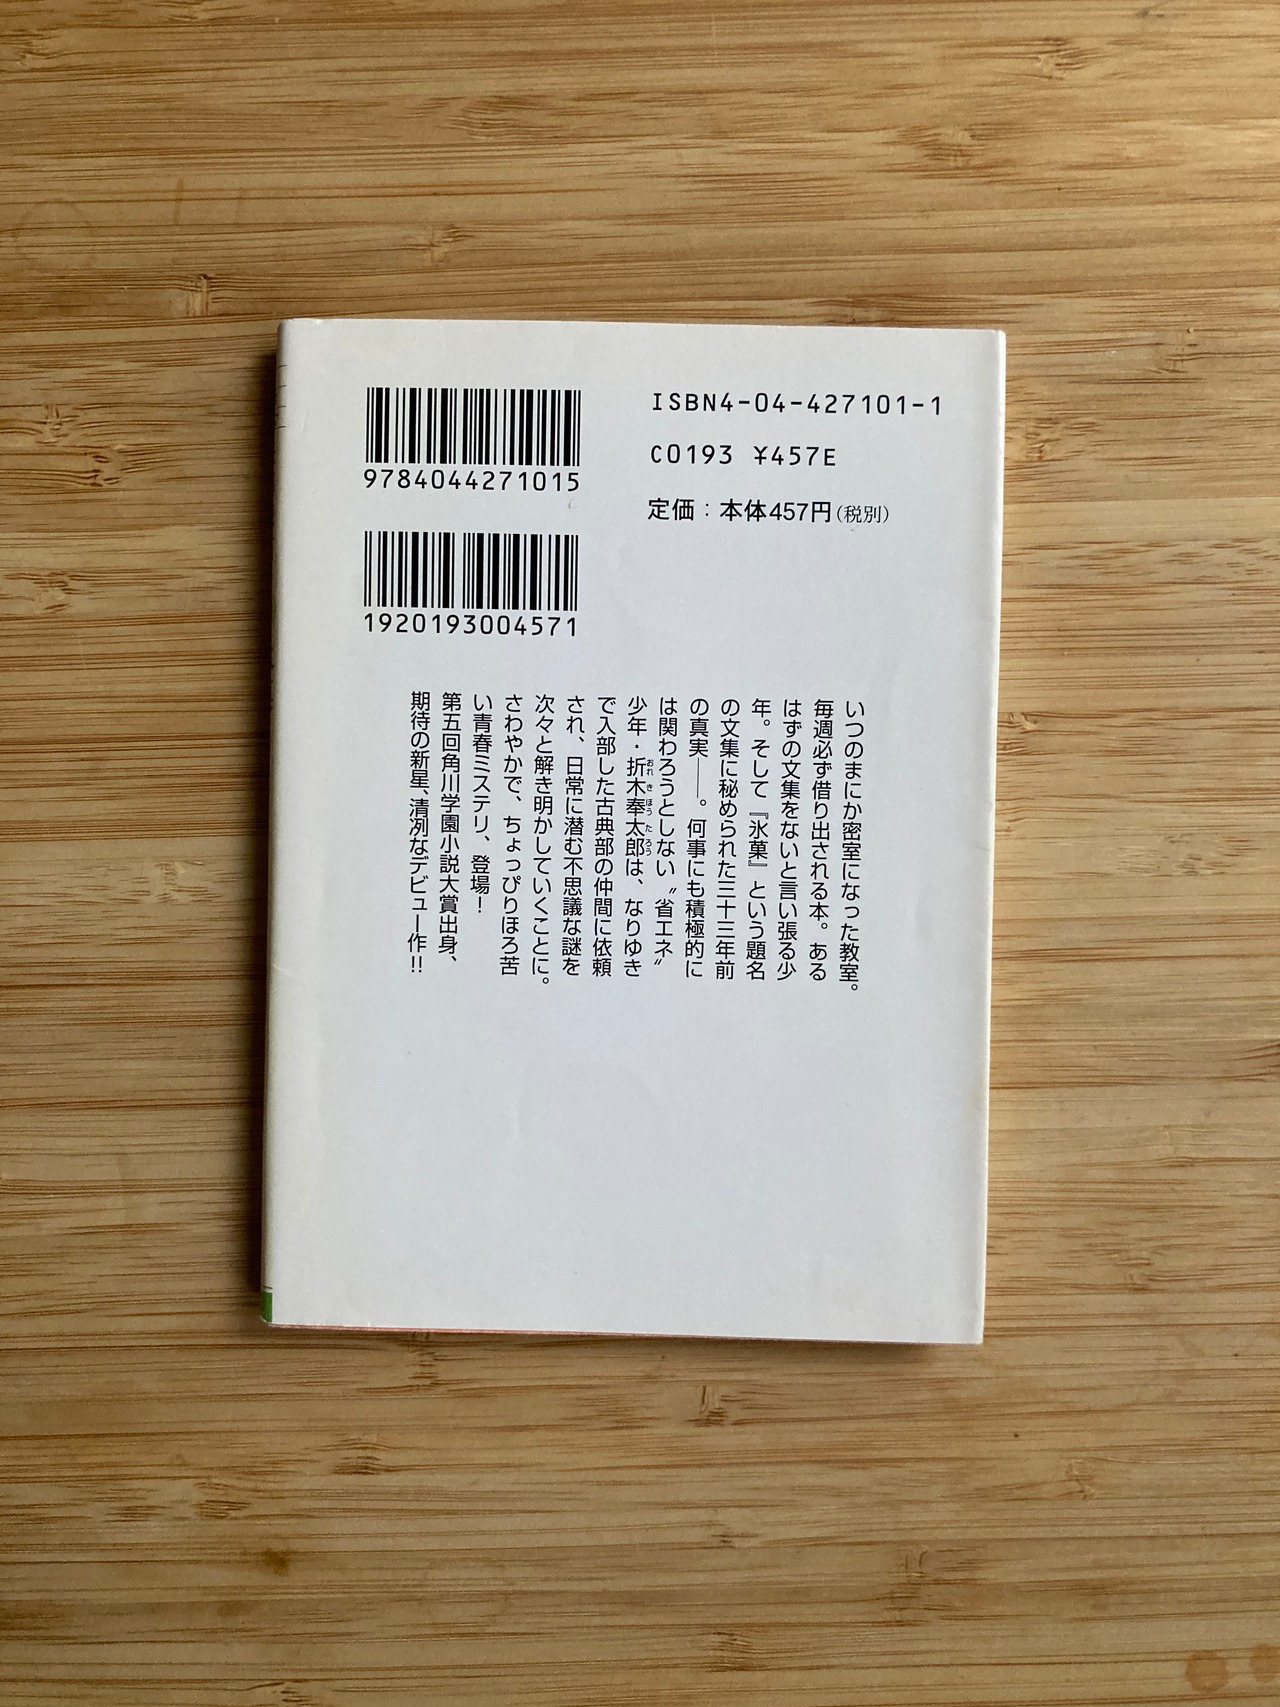 9784044271015
1920193004571
ISBN4-04-427101-1
C0193 ¥457E
定価：本体457円（税別）
いつのまにか密室になった教室。
毎週必ず借り出される本。ある
はずの文集をないと言い張る少
年。そして『氷菓』という題名
の文集に秘められた三十三年前
の真実――。何事にも積極的に
は関わろうとしない〝省エネ〟
少年・折木奉太郎は、なりゆき
おれ き ほう た ろう
で入部した古典部の仲間に依頼
され、日常に潜む不思議な謎を
次々と解き明かしていくことに。
さわやかで、ちょっぴりほろ苦
い青春ミステリ、登場！
第五回角川学園小説大賞出身、
期待の新星、清冽なデビュー作!!